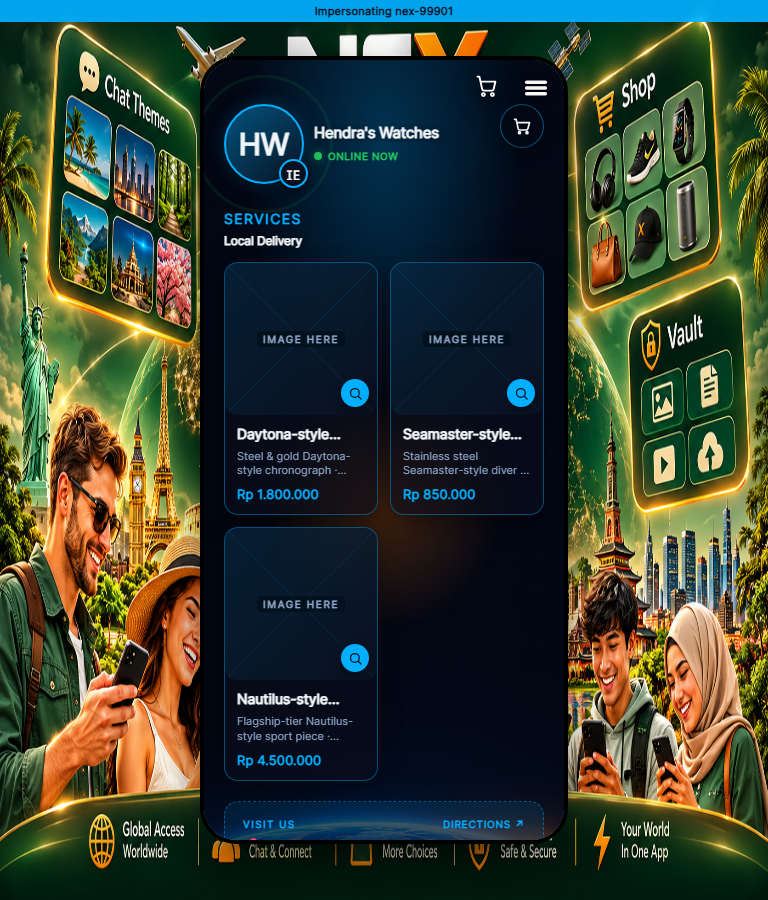 Impersonating nex-99901
NEX
Chat Themes
Shop
X
Vault
HW
IE
Hendra's Watches
ONLINE NOW
SERVICES
Local Delivery
IMAGE HERE
Daytona-style...
Steel & gold Daytona-
style chronograph ·...
Rp 1.800.000
IMAGE HERE
Seamaster-style...
Stainless steel
Seamaster-style diver ...
Rp 850.000
IMAGE HERE
Nautilus-style...
Flagship-tier Nautilus-
style sport piece ·...
Rp 4.500.000
VISIT US
DIRECTIONS ↗
Global Access
Worldwide
Chat & Connect
More Choices
Safe & Secure
Your World
In One App